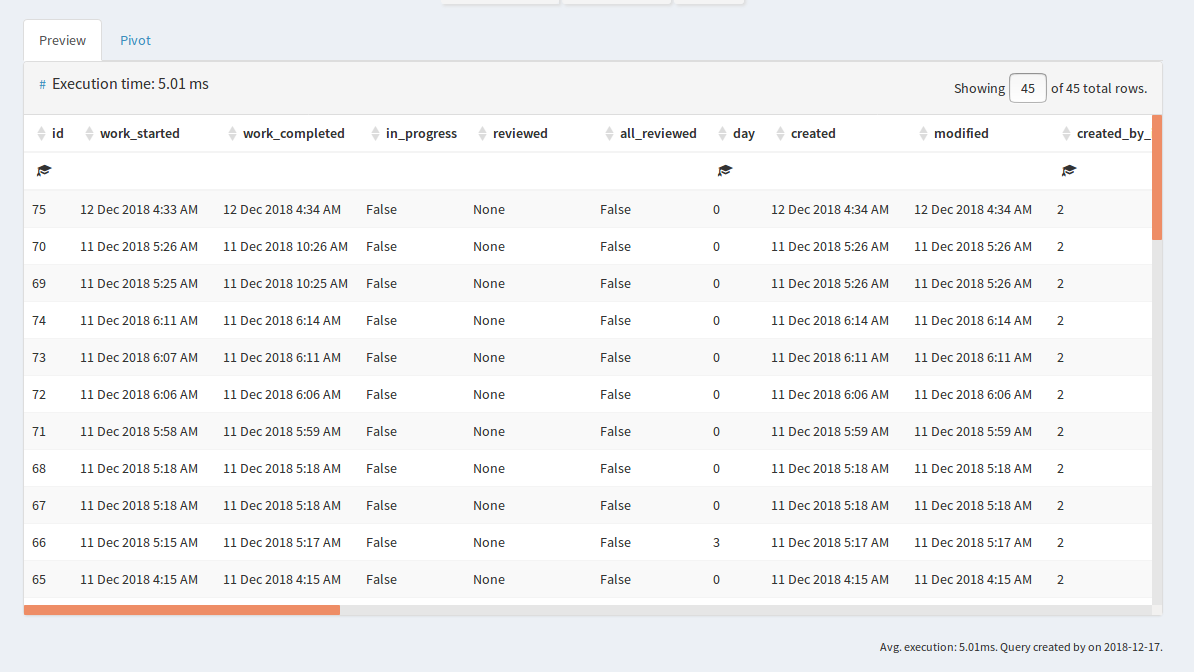 Preview Pivot
# Execution time: 5.01 ms Showing 45 of 45 total rows.
id work_started work_completed in_progress reviewed all_reviewed day created modified created_by_
75 12 Dec 2018 4:33 AM 12 Dec 2018 4:34 AM False None False 0 12 Dec 2018 4:34 AM 12 Dec 2018 4:34 AM 2
70 11 Dec 2018 5:26 AM 11 Dec 2018 10:26 AM False None False 0 11 Dec 2018 5:26 AM 11 Dec 2018 5:26 AM 2
69 11 Dec 2018 5:25 AM 11 Dec 2018 10:25 AM False None False 0 11 Dec 2018 5:26 AM 11 Dec 2018 5:26 AM 2
74 11 Dec 2018 6:11 AM 11 Dec 2018 6:14 AM False None False 0 11 Dec 2018 6:14 AM 11 Dec 2018 6:14 AM 2
73 11 Dec 2018 6:07 AM 11 Dec 2018 6:11 AM False None False 0 11 Dec 2018 6:11 AM 11 Dec 2018 6:11 AM 2
72 11 Dec 2018 6:06 AM 11 Dec 2018 6:06 AM False None False 0 11 Dec 2018 6:06 AM 11 Dec 2018 6:06 AM 2
71 11 Dec 2018 5:58 AM 11 Dec 2018 5:59 AM False None False 0 11 Dec 2018 5:59 AM 11 Dec 2018 5:59 AM 2
68 11 Dec 2018 5:18 AM 11 Dec 2018 5:18 AM False None False 0 11 Dec 2018 5:18 AM 11 Dec 2018 5:18 AM 2
67 11 Dec 2018 5:18 AM 11 Dec 2018 5:18 AM False None False 0 11 Dec 2018 5:18 AM 11 Dec 2018 5:18 AM 2
66 11 Dec 2018 5:15 AM 11 Dec 2018 5:17 AM False None False 3 11 Dec 2018 5:17 AM 11 Dec 2018 5:17 AM 2
65 11 Dec 2018 4:15 AM 11 Dec 2018 4:15 AM False None False 0 11 Dec 2018 4:15 AM 11 Dec 2018 4:15 AM 2
Avg. execution: 5.01ms. Query created by on 2018-12-17.